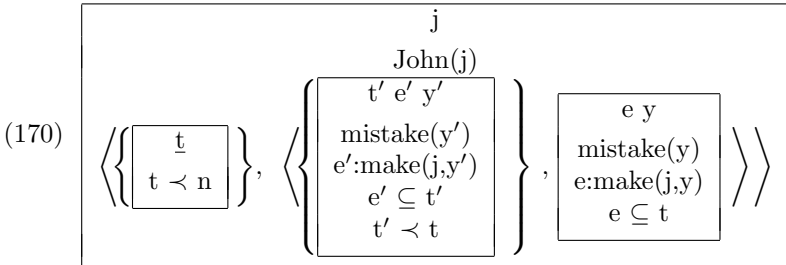 j
John(j)
t′ e′ y′
mistake(y′)
e′:make(j,y′)
e′ ⊆ t′
t′ ≺ t
(170) ⟨{ t
t ≺ n }, ⟨{ } ,
e y
mistake(y)
e:make(j,y)
e ⊆ t ⟩⟩